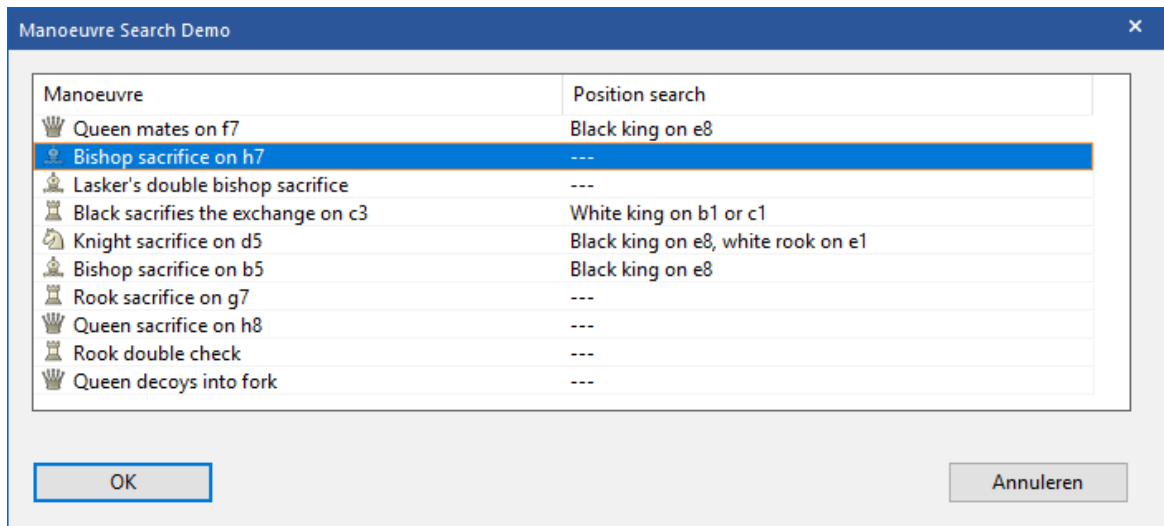 Manoeuvre Search Demo
Manoeuvre Position search
Queen mates on f7 Black king on e8
Bishop sacrifice on h7 ---
Lasker's double bishop sacrifice ---
Black sacrifies the exchange on c3 White king on b1 or c1
Knight sacrifice on d5 Black king on e8, white rook on e1
Bishop sacrifice on b5 Black king on e8
Rook sacrifice on g7 ---
Queen sacrifice on h8 ---
Rook double check ---
Queen decoys into fork ---
OK Annuleren